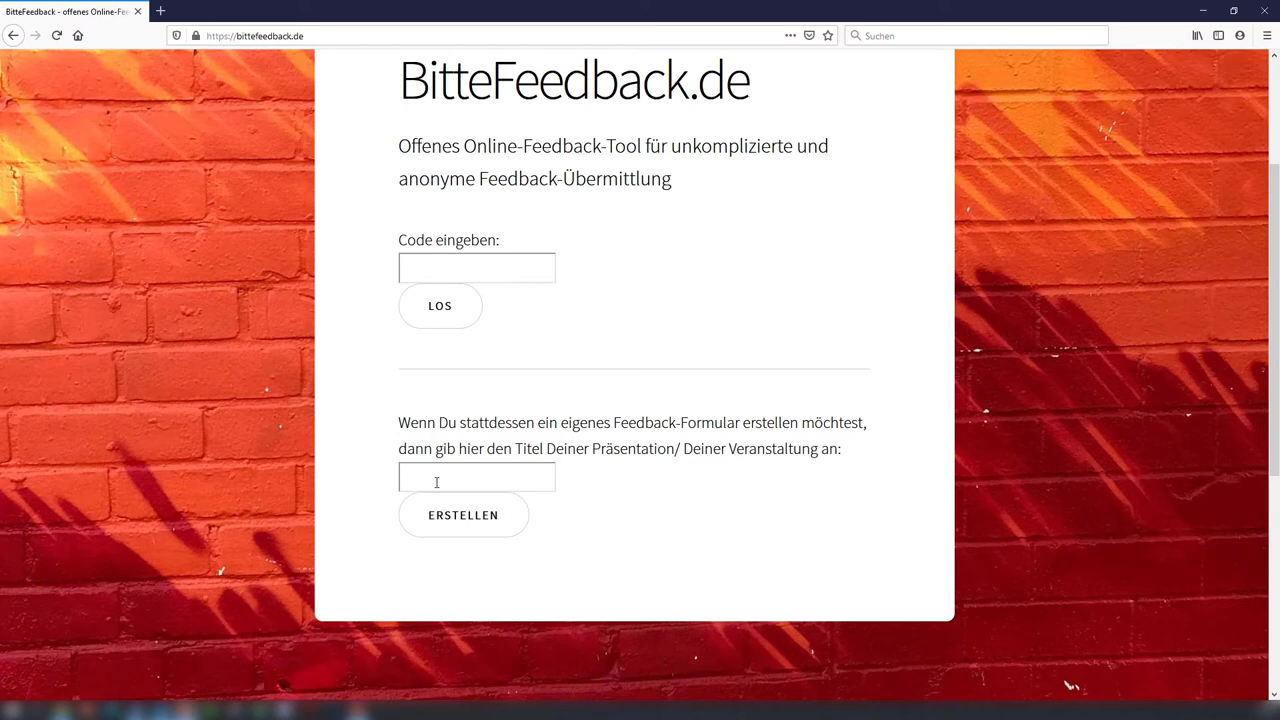 BitteFeedback - offenes Online-Fee
https://bittefeedback.de
Suchen
BitteFeedback.de
Offenes Online-Feedback-Tool für unkomplizierte und
anonyme Feedback-Übermittlung
Code eingeben:
LOS
Wenn Du stattdessen ein eigenes Feedback-Formular erstellen möchtest,
dann gib hier den Titel Deiner Präsentation/ Deiner Veranstaltung an:
ERSTELLEN